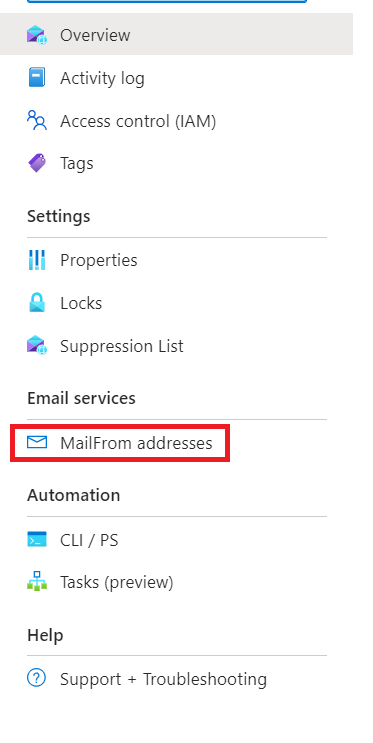 Overview
Activity log
Access control (IAM)
Tags
Settings
Properties
Locks
Suppression List
Email services
MailFrom addresses
Automation
CLI / PS
Tasks (preview)
Help
Support + Troubleshooting